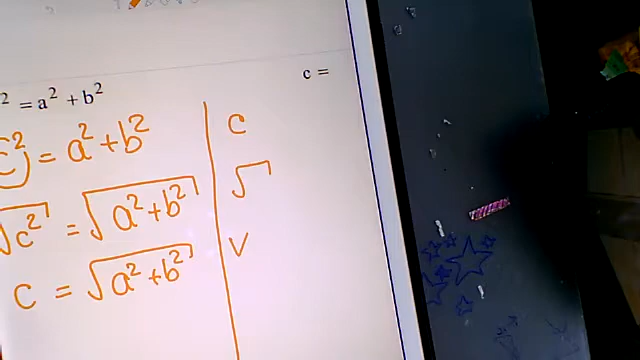 ² = a² + b²
c =
c² = a² + b²
c
√c² = √a² + b²
√
c = √a² + b²
√